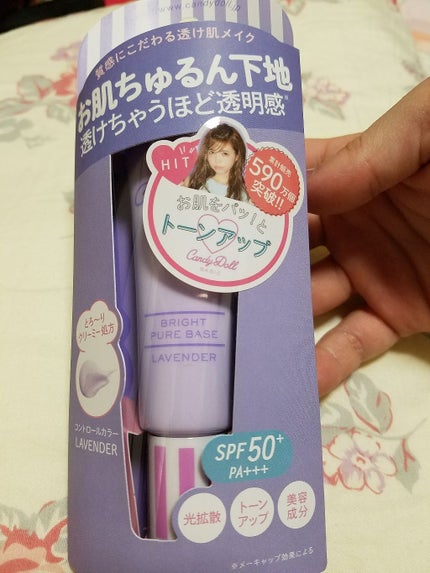 www.candydoll.jp
質感にこだわる透け肌メイク
お肌ちゅるん下地
透けちゃうほど透明感※
HIT
累計販売
590万個
突破!!
お肌をパッ!と
トーンアップ
Candy Doll
BRIGHT
PURE BASE
LAVENDER
とろ〜り
クリーミー処方
コントロールカラー
LAVENDER
SPF50+
PA+++
光拡散
トーン
アップ
美容
成分
※メーキャップ効果による